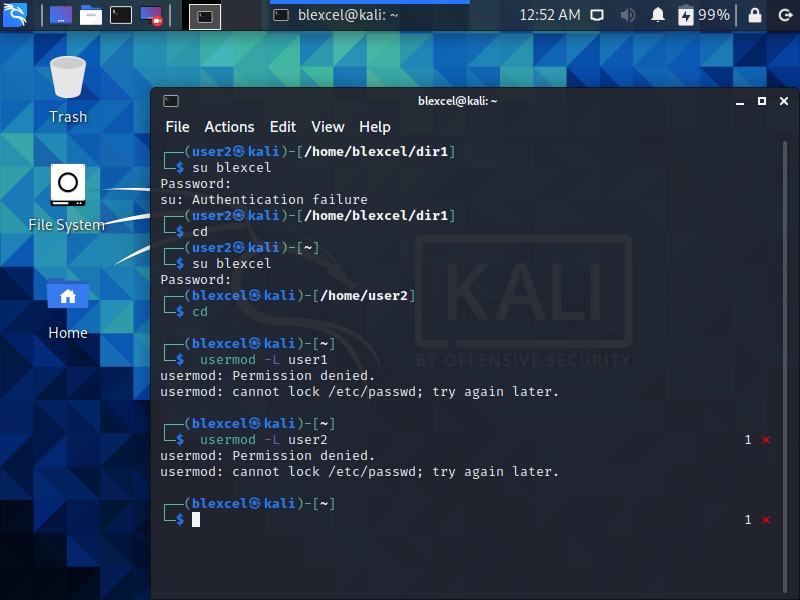 blexcel@kali: ~
12:52 AM
99%
Trash
File System
Home
blexcel@kali: ~
File Actions Edit View Help
┌──(user2㉿kali)-[/home/blexcel/dir1]
└─$ su blexcel
Password:
su: Authentication failure
┌──(user2㉿kali)-[/home/blexcel/dir1]
└─$ cd
┌──(user2㉿kali)-[~]
└─$ su blexcel
Password:
┌──(blexcel㉿kali)-[/home/user2]
└─$ cd
┌──(blexcel㉿kali)-[~]
└─$ usermod -L user1
usermod: Permission denied.
usermod: cannot lock /etc/passwd; try again later.
┌──(blexcel㉿kali)-[~]
└─$ usermod -L user2 1 ⨯
usermod: Permission denied.
usermod: cannot lock /etc/passwd; try again later.
┌──(blexcel㉿kali)-[~]
└─$ 1 ⨯
KALI
BY OFFENSIVE SECURITY